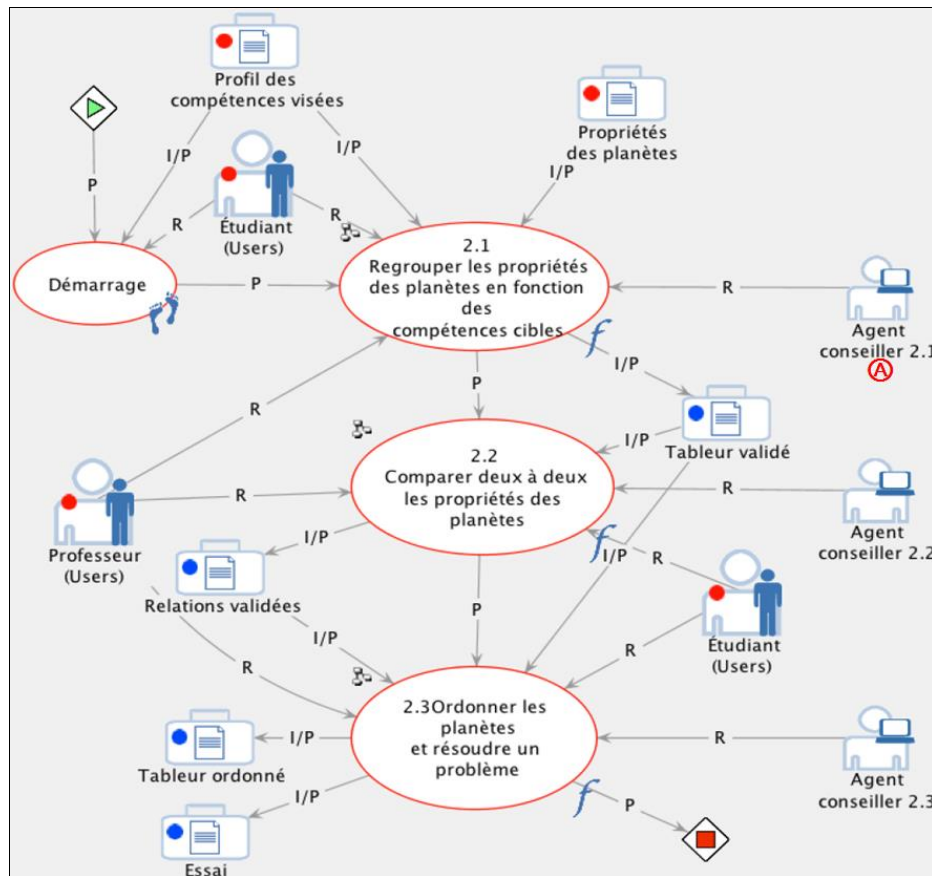 Profil des
compétences visées
Propriétés
des planètes
P
I/P
I/P
I/P
Étudiant
(Users)
R
R
Démarrage
P
2.1
Regrouper les propriétés
des planètes en fonction
des
compétences cibles
R
Agent
conseiller 2.1
A
f
I/P
P
R
Tableur validé
I/P
2.2
Comparer deux à deux
les propriétés des
planètes
R
Agent
conseiller 2.2
Professeur
(Users)
R
I/P
f
I/P
R
Relations validées
P
Étudiant
(Users)
I/P
R
R
2.3Ordonner les
planètes
et résoudre un
problème
R
Agent
conseiller 2.3
I/P
Tableur ordonné
I/P
f
P
Essai